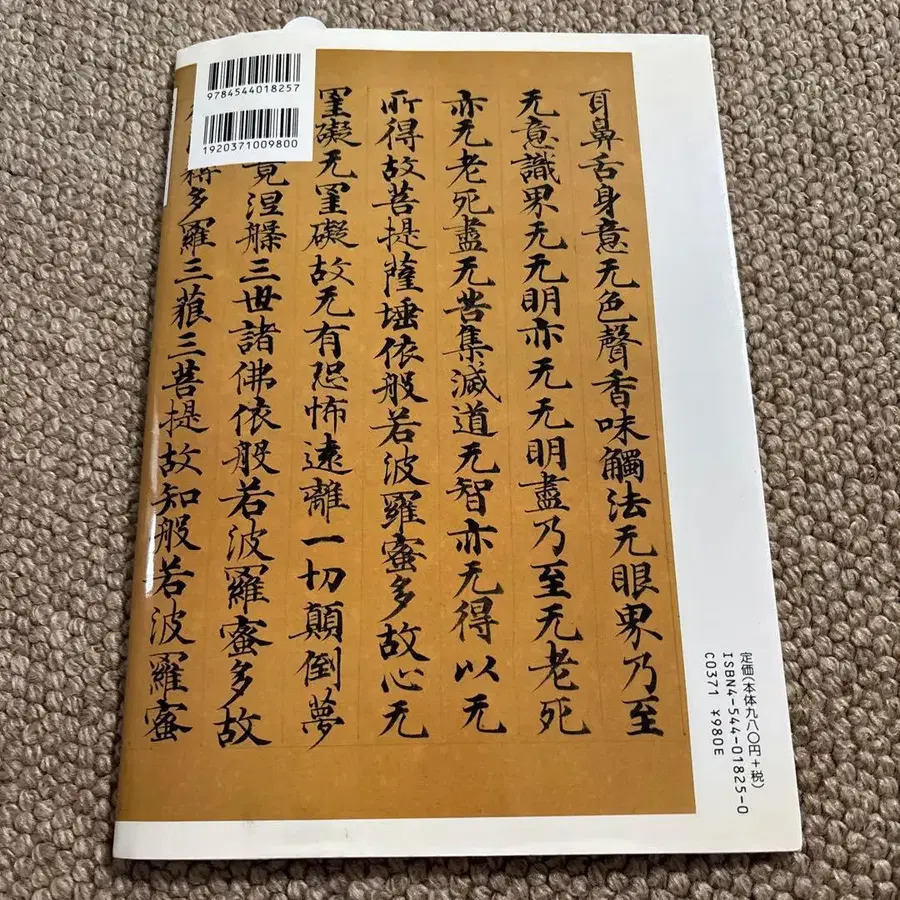 耳鼻舌身意无色聲香味觸法无眼界乃至
无意識界无无明亦无无明盡乃至无老死
亦无老死盡无苦集滅道无智亦无得以无
所得故菩提薩埵依般若波羅蜜多故心无
罣礙无罣礙故无有恐怖遠離一切顛倒夢
竟涅槃三世諸佛依般若波羅蜜多故
多羅三藐三菩提故知般若波羅蜜
9784544018257
1920371009800
定価(本体九八〇円+税)
ISBN4-544-01825-0
C0371 ¥980E